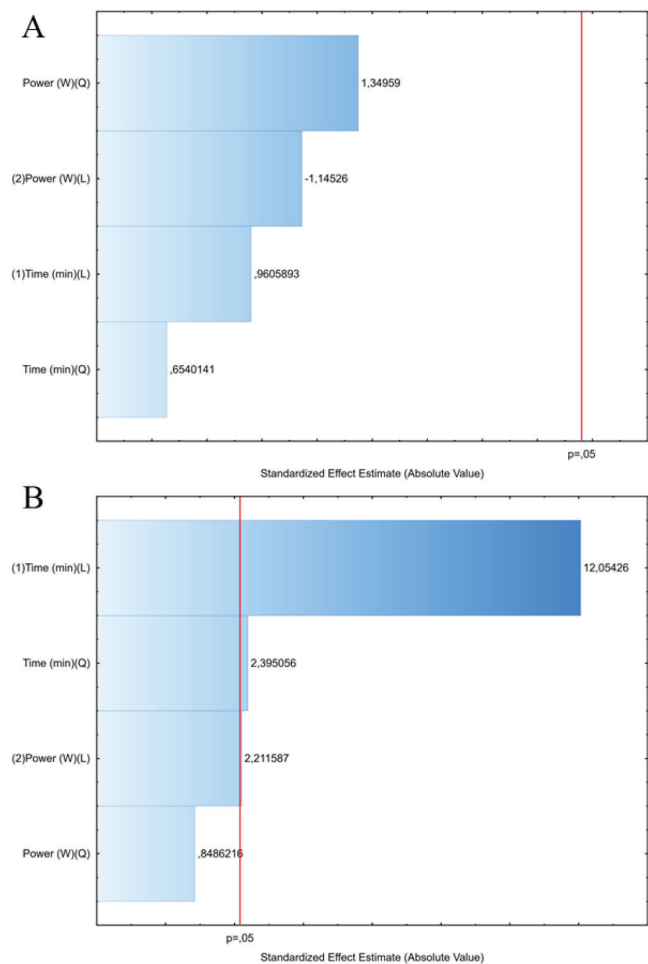 A
Power (W)(Q)
1,34959
(2)Power (W)(L)
-1,14526
(1)Time (min)(L)
,9605893
Time (min)(Q)
,6540141
p=,05
Standardized Effect Estimate (Absolute Value)
B
(1)Time (min)(L)
12,05426
Time (min)(Q)
2,395056
(2)Power (W)(L)
2,211587
Power (W)(Q)
,8486216
p=,05
Standardized Effect Estimate (Absolute Value)